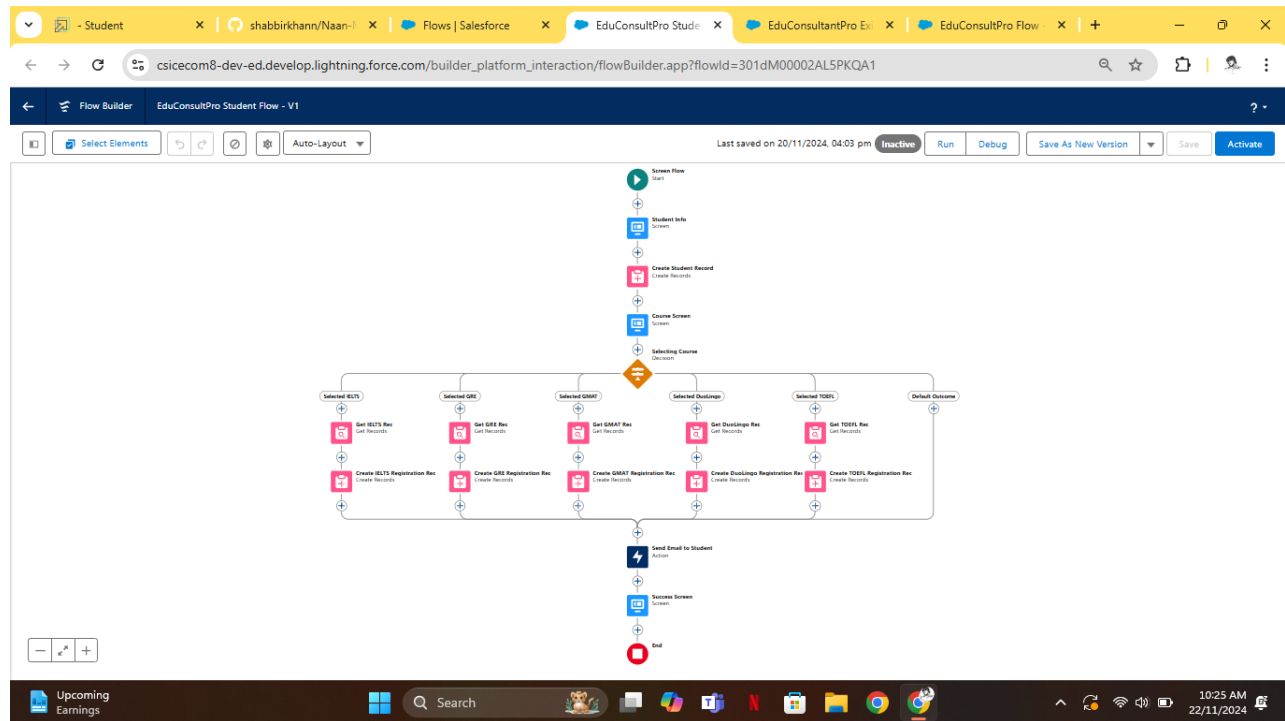 - Student
shabbirkhann/Naan-
Flows | Salesforce
EduConsultPro Stude
EduConsultantPro Exi
EduConsultPro Flow -
csicecom8-dev-ed.develop.lightning.force.com/builder_platform_interaction/flowBuilder.app?flowId=301dM00002AL5PKQA1
Flow Builder
EduConsultPro Student Flow - V1
?
Select Elements
Auto-Layout
Last saved on 20/11/2024, 04:03 pm
Inactive
Run
Debug
Save As New Version
Save
Activate
Screen Flow
Start
Student Info
Screen
Create Student Record
Create Records
Course Screen
Screen
Selecting Course
Decision
Selected IELTS
Selected GRE
Selected GMAT
Selected DuoLingo
Selected TOEFL
Default Outcome
Get IELTS Rec
Get Records
Get GRE Rec
Get Records
Get GMAT Rec
Get Records
Get DuoLingo Rec
Get Records
Get TOEFL Rec
Get Records
Create IELTS Registration Rec
Create Records
Create GRE Registration Rec
Create Records
Create GMAT Registration Rec
Create Records
Create DuoLingo Registration Rec
Create Records
Create TOEFL Registration Rec
Create Records
Send Email to Student
Action
Success Screen
Screen
End
Upcoming
Earnings
Search
10:25 AM
22/11/2024